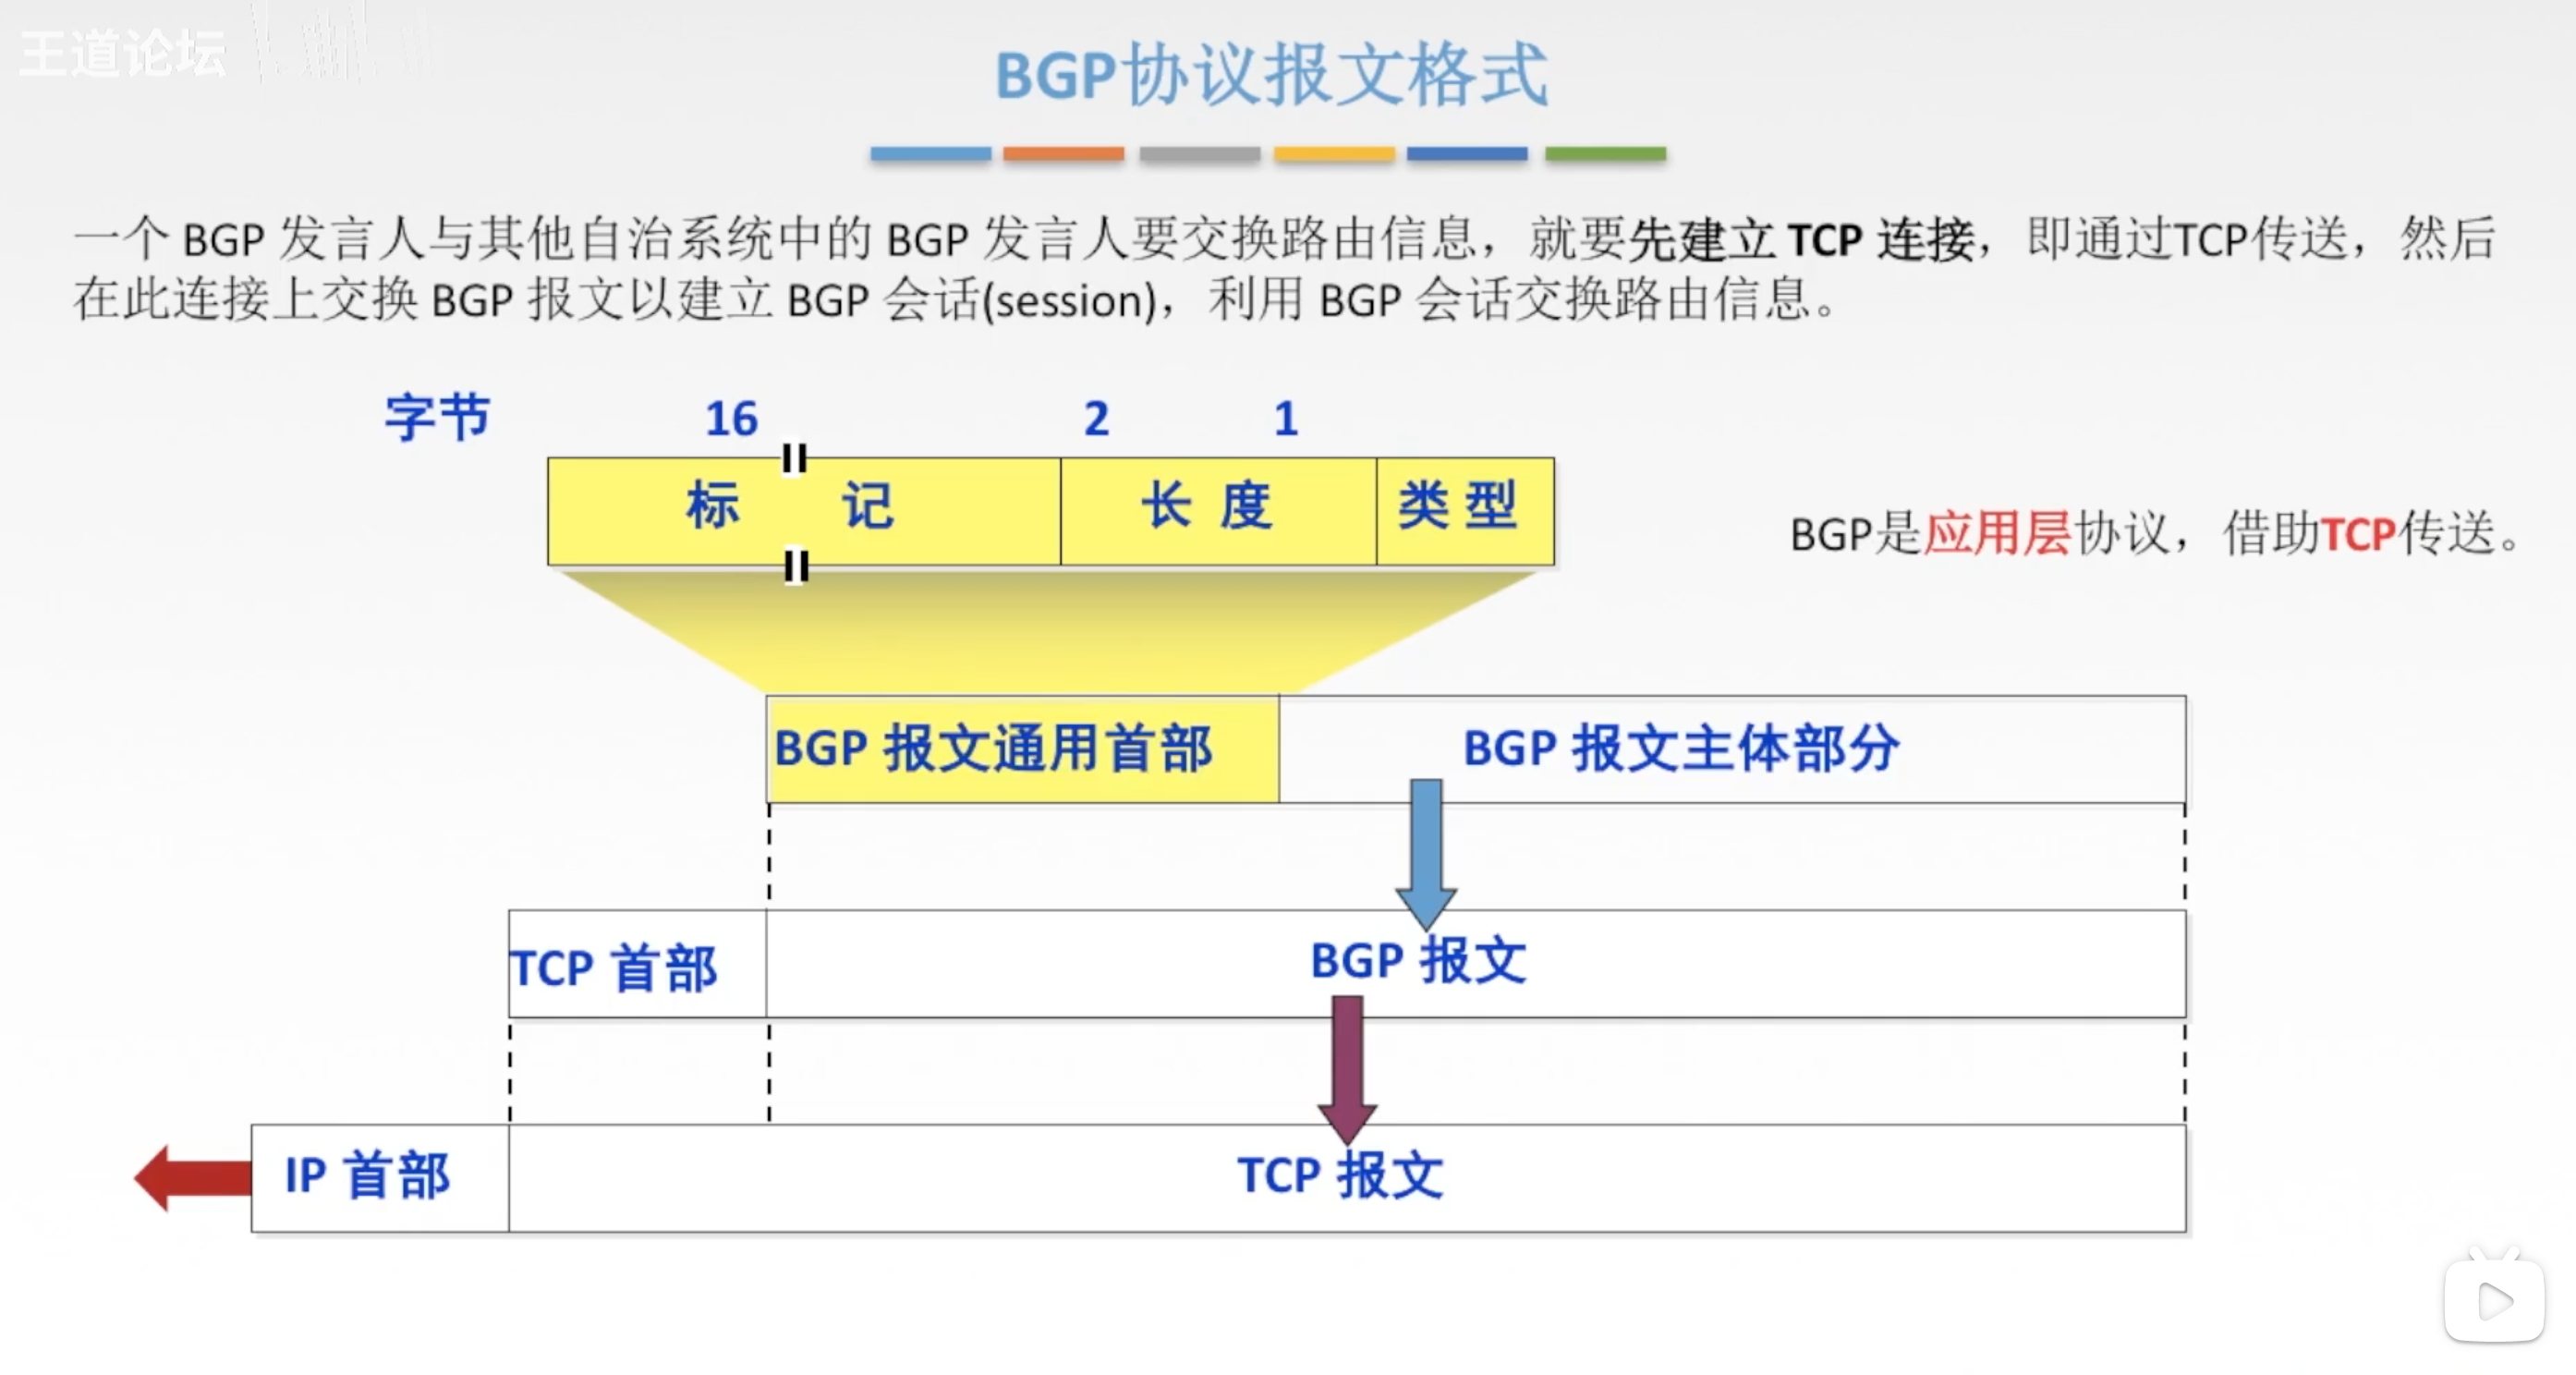 王道论坛
BGP协议报文格式
一个 BGP 发言人与其他自治系统中的 BGP 发言人要交换路由信息，就要先建立 TCP 连接，即通过TCP传送，然后
在此连接上交换 BGP 报文以建立 BGP 会话(session)，利用 BGP 会话交换路由信息。
字节 16 2 1
标 记 长 度 类 型
BGP是应用层协议，借助TCP传送。
BGP 报文通用首部 BGP 报文主体部分
TCP 首部 BGP 报文
IP 首部 TCP 报文